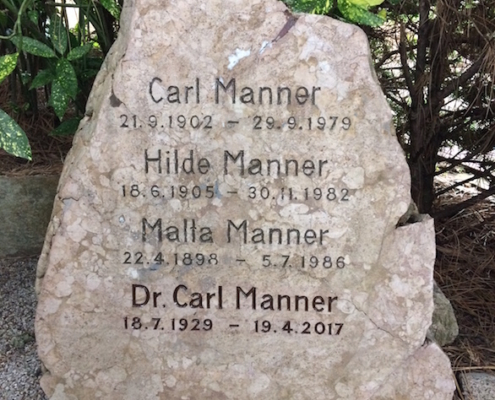 Carl Manner
21.9.1902 – 29.9.1979
Hilde Manner
18.6.1905 – 30.11.1982
Malta Manner
22.4.1898 – 5.7.1986
Dr. Carl Manner
18.7.1929 – 19.4.2017